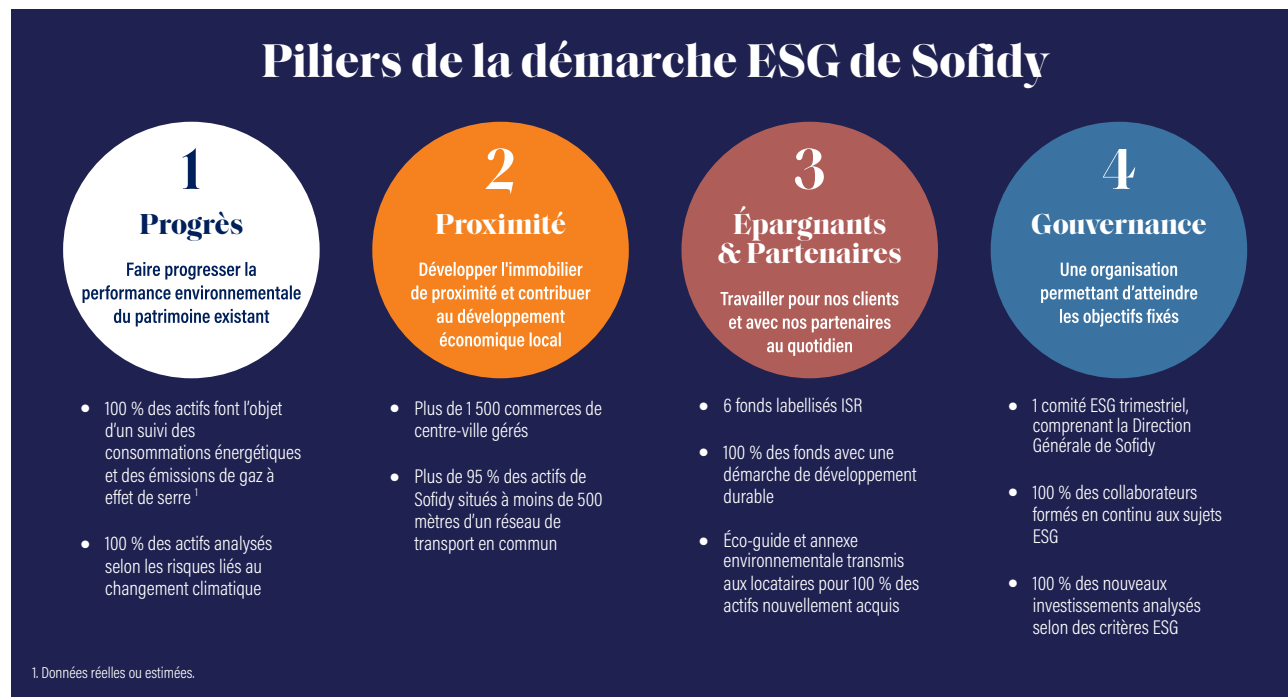 Piliers de la démarche ESG de Sofidy
1
Progrès
Faire progresser la
performance environnementale
du patrimoine existant
• 100 % des actifs font l'objet
d'un suivi des
consommations énergétiques
et des émissions de gaz à
effet de serre ¹
• 100 % des actifs analysés
selon les risques liés au
changement climatique
2
Proximité
Développer l'immobilier
de proximité et contribuer
au développement
économique local
• Plus de 1 500 commerces de
centre-ville gérés
• Plus de 95 % des actifs de
Sofidy situés à moins de 500
mètres d'un réseau de
transport en commun
3
Épargnants
& Partenaires
Travailler pour nos clients
et avec nos partenaires
au quotidien
• 6 fonds labellisés ISR
• 100 % des fonds avec une
démarche de développement
durable
• Éco-guide et annexe
environnementale transmis
aux locataires pour 100 % des
actifs nouvellement acquis
4
Gouvernance
Une organisation
permettant d'atteindre
les objectifs fixés
• 1 comité ESG trimestriel,
comprenant la Direction
Générale de Sofidy
• 100 % des collaborateurs
formés en continu aux sujets
ESG
• 100 % des nouveaux
investissements analysés
selon des critères ESG
1. Données réelles ou estimées.